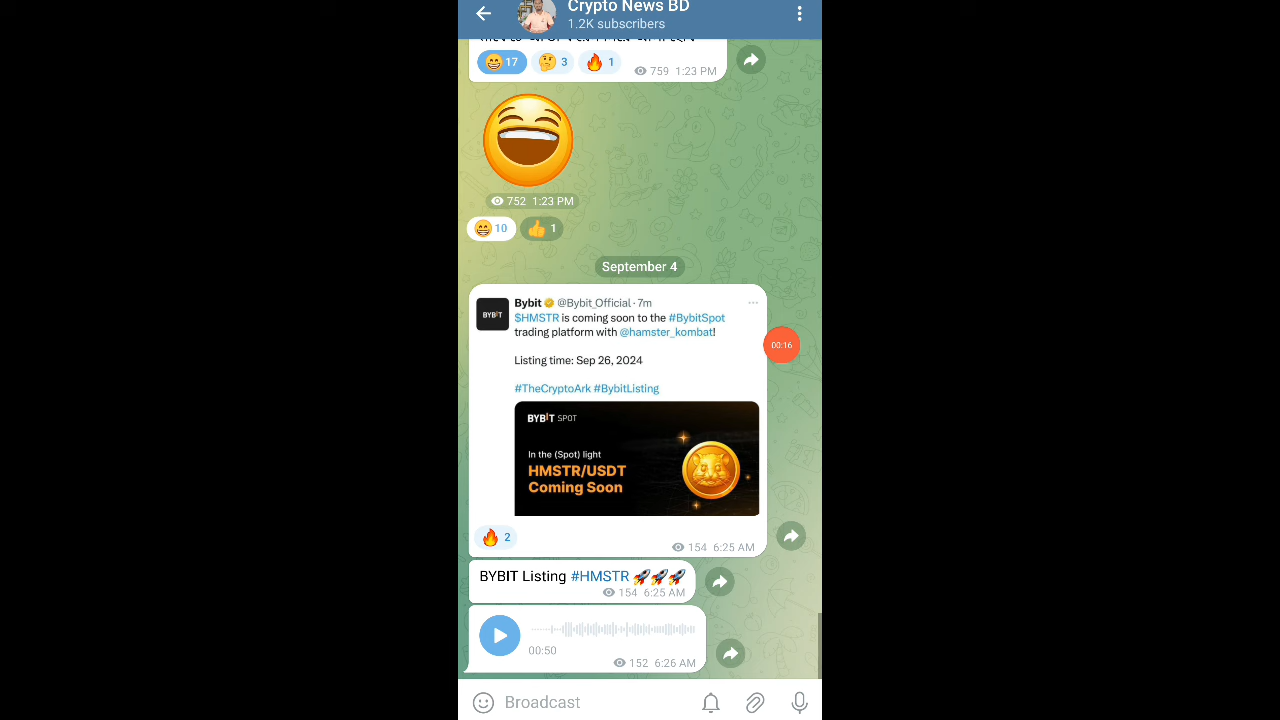 Crypto News BD
1.2K subscribers
17
3
1
759 1:23 PM
752 1:23 PM
10
1
September 4
Bybit @Bybit_Official · 7m
$HMSTR is coming soon to the #BybitSpot
trading platform with @hamster_kombat!
Listing time: Sep 26, 2024
#TheCryptoArk #BybitListing
BYBIT
BYBIT SPOT
In the (Spot) light
HMSTR/USDT
Coming Soon
00:16
2
154 6:25 AM
BYBIT Listing #HMSTR 🚀🚀🚀
154 6:25 AM
00:50
152 6:26 AM
Broadcast